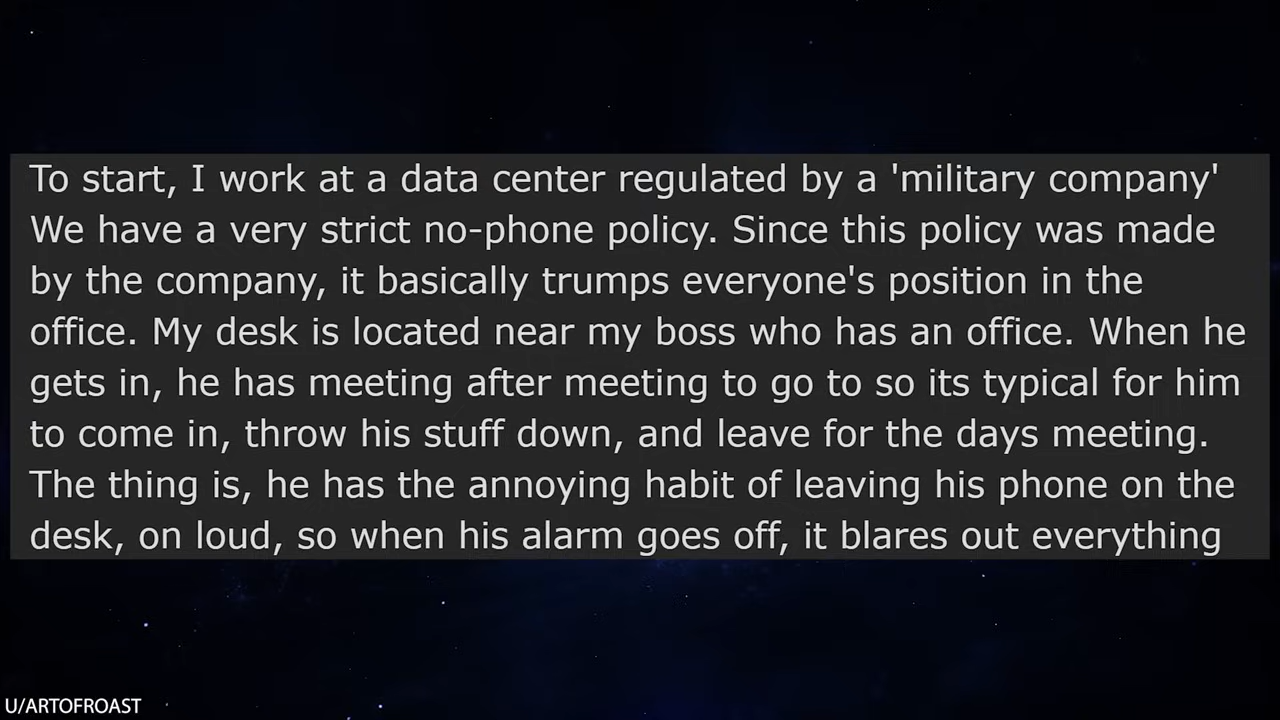 To start, I work at a data center regulated by a 'military company'
We have a very strict no-phone policy. Since this policy was made
by the company, it basically trumps everyone's position in the
office. My desk is located near my boss who has an office. When he
gets in, he has meeting after meeting to go to so its typical for him
to come in, throw his stuff down, and leave for the days meeting.
The thing is, he has the annoying habit of leaving his phone on the
desk, on loud, so when his alarm goes off, it blares out everything
U/ARTOFROAST